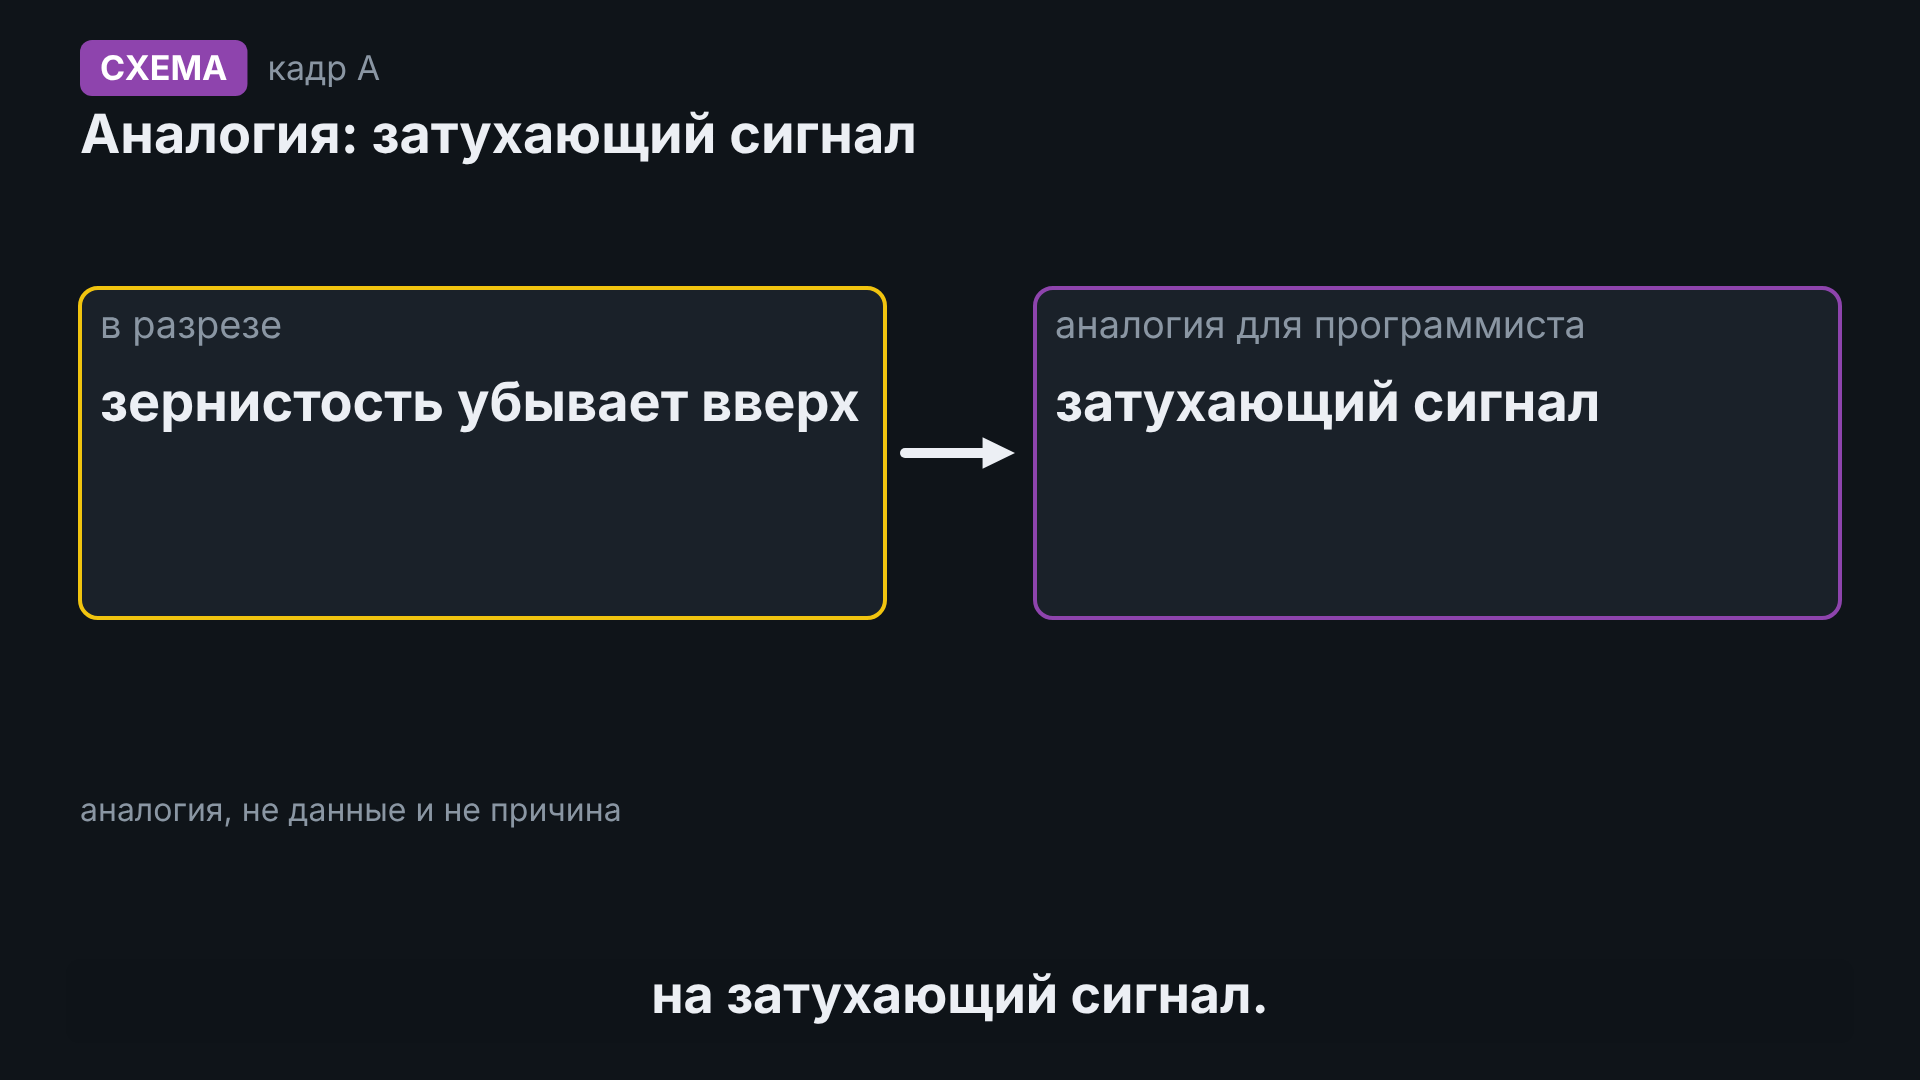 СХЕМА кадр А
Аналогия: затухающий сигнал
в разрезе
зернистость убывает вверх
аналогия для программиста
затухающий сигнал
аналогия, не данные и не причина
на затухающий сигнал.